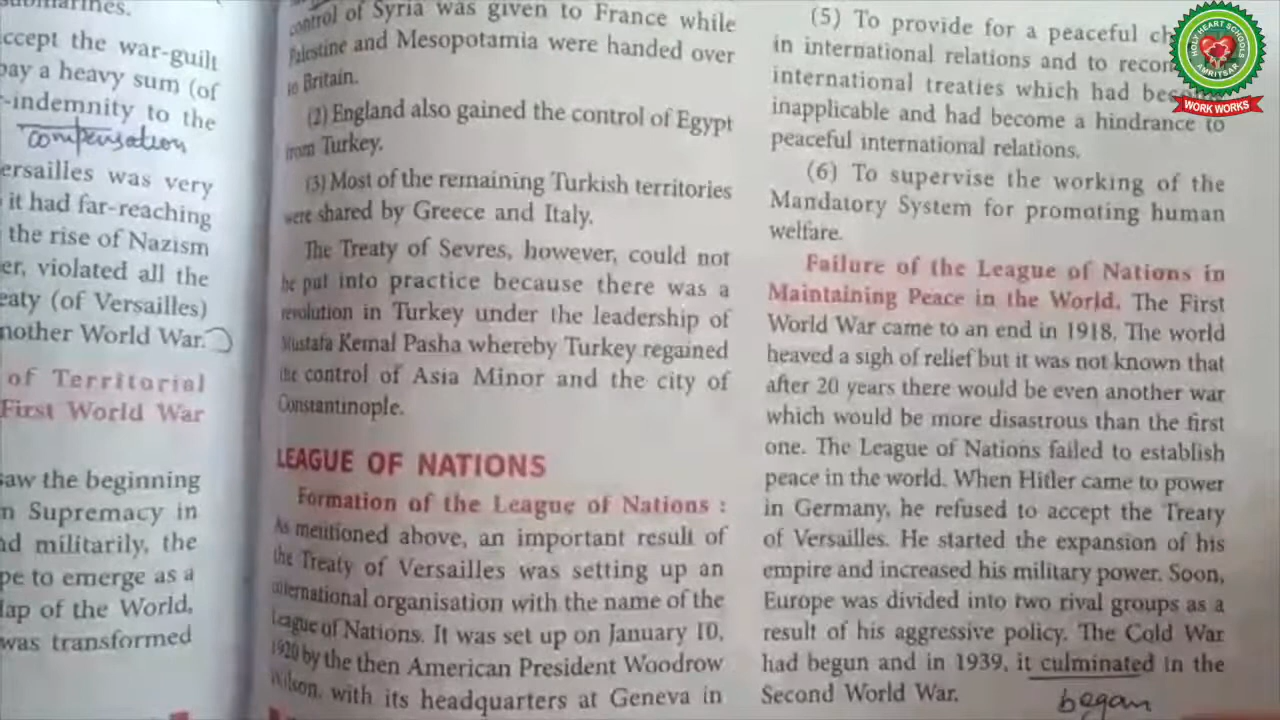 submarines.
ccept the war-guilt
pay a heavy sum (of
-indemnity to the
compensation
ersailles was very
it had far-reaching
the rise of Nazism
er, violated all the
eaty (of Versailles)
nother World War.
of Territorial
First World War
saw the beginning
n Supremacy in
nd militarily, the
pe to emerge as a
Map of the World,
was transformed
control of Syria was given to France while
Palestine and Mesopotamia were handed over
to Britain.
(2) England also gained the control of Egypt
from Turkey.
(3) Most of the remaining Turkish territories
were shared by Greece and Italy.
The Treaty of Sevres, however, could not
be put into practice because there was a
revolution in Turkey under the leadership of
Mustafa Kemal Pasha whereby Turkey regained
the control of Asia Minor and the city of
Constantinople.
LEAGUE OF NATIONS
Formation of the League of Nations :
As mentioned above, an important result of
the Treaty of Versailles was setting up an
international organisation with the name of the
League of Nations. It was set up on January 10,
1920 by the then American President Woodrow
Wilson, with its headquarters at Geneva in
(5) To provide for a peaceful ch
in international relations and to recon
international treaties which had become
inapplicable and had become a hindrance to
peaceful international relations.
(6) To supervise the working of the
Mandatory System for promoting human
welfare.
Failure of the League of Nations in
Maintaining Peace in the World. The First
World War came to an end in 1918. The world
heaved a sigh of relief but it was not known that
after 20 years there would be even another war
which would be more disastrous than the first
one. The League of Nations failed to establish
peace in the world. When Hitler came to power
in Germany, he refused to accept the Treaty
of Versailles. He started the expansion of his
empire and increased his military power. Soon,
Europe was divided into two rival groups as a
result of his aggressive policy. The Cold War
had begun and in 1939, it culminated in the
Second World War.
began
HOLY HEART SCHOOLS
AMRITSAR
WORK WORKS